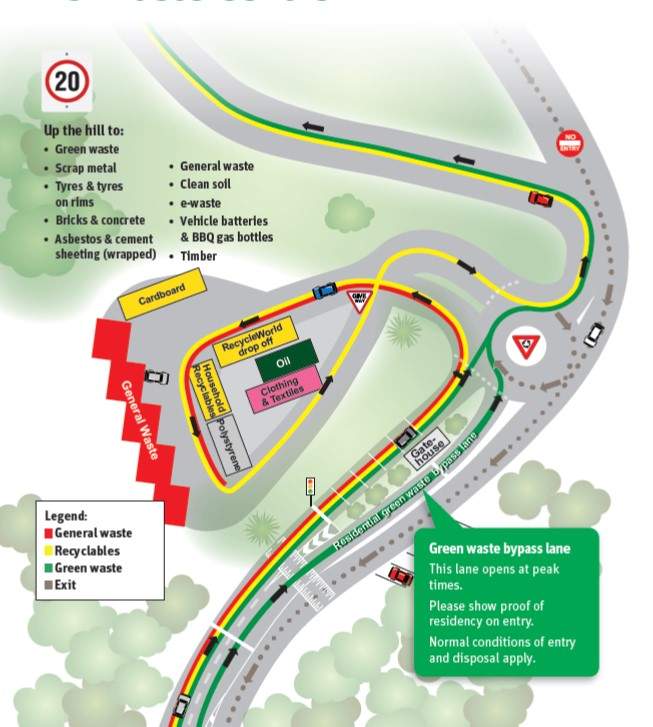 20
Up the hill to:
• Green waste
• Scrap metal
• Tyres & tyres
on rims
• Bricks & concrete
• Asbestos & cement
sheeting (wrapped)
• General waste
• Clean soil
• e-waste
• Vehicle batteries
& BBQ gas bottles
• Timber
NO
ENTRY
Cardboard
GIVE
WAY
RecycleWorld
drop off
Oil
Household
Recyclables
Clothing
& Textiles
Polystyrene
General Waste
Gate-
house
Residential green waste bypass lane
Legend:
General waste
Recyclables
Green waste
Exit
Green waste bypass lane
This lane opens at peak
times.
Please show proof of
residency on entry.
Normal conditions of entry
and disposal apply.